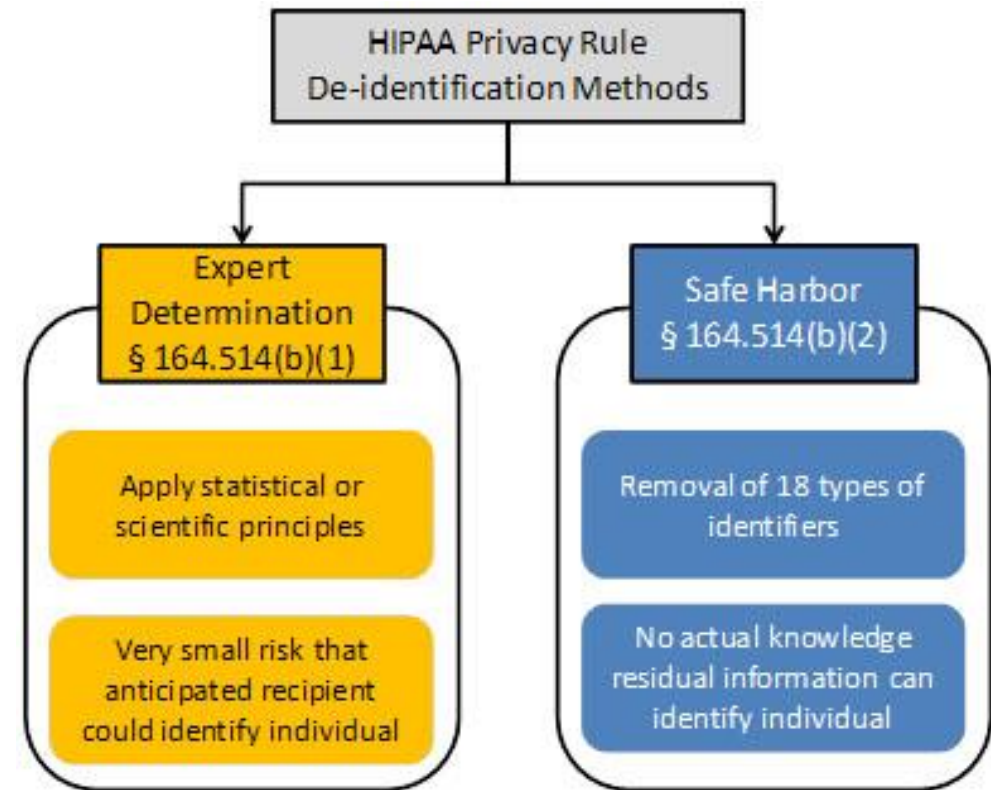 HIPAA Privacy Rule
De-identification Methods
Expert
Determination
§ 164.514(b)(1)
Apply statistical or
scientific principles
Very small risk that
anticipated recipient
could identify individual
Safe Harbor
§ 164.514(b)(2)
Removal of 18 types of
identifiers
No actual knowledge
residual information can
identify individual